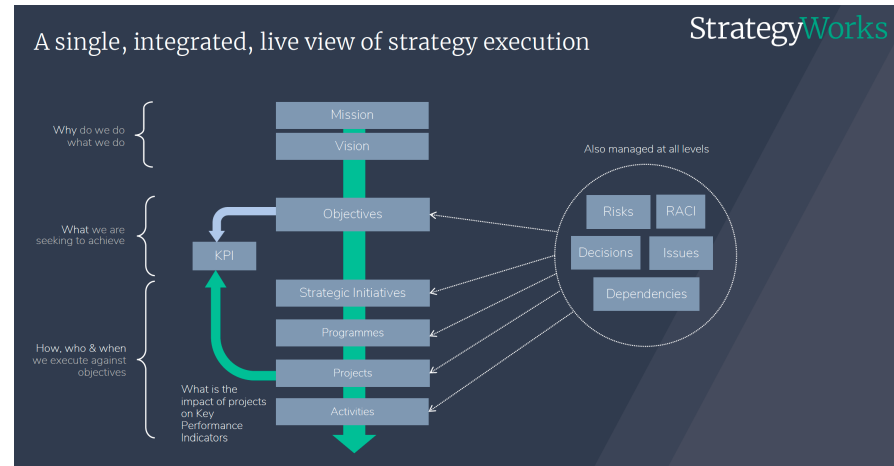 A single, integrated, live view of strategy execution
StrategyWorks
Why do we do
what we do
Mission
Vision
Also managed at all levels
What we are
seeking to achieve
Objectives
KPI
Risks
RACI
Decisions
Issues
Dependencies
How, who & when
we execute against
objectives
Strategic Initiatives
Programmes
Projects
Activities
What is the
impact of projects
on Key
Performance
Indicators